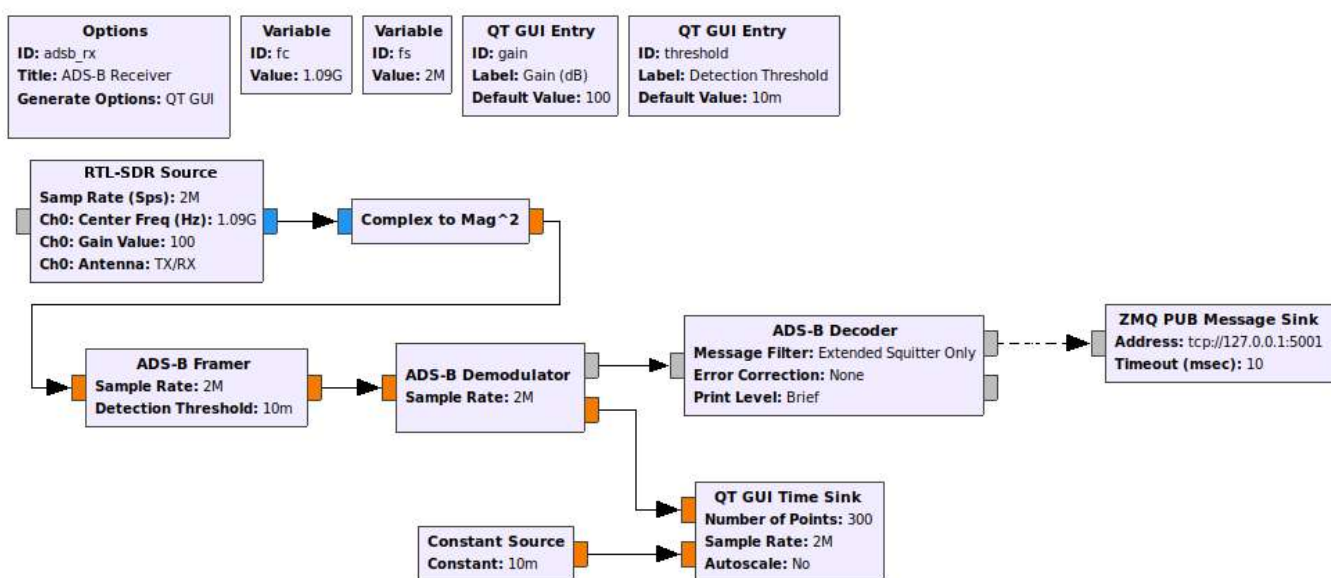 Options
ID: adsb_rx
Title: ADS-B Receiver
Generate Options: QT GUI
Variable
ID: fc
Value: 1.09G
Variable
ID: fs
Value: 2M
QT GUI Entry
ID: gain
Label: Gain (dB)
Default Value: 100
QT GUI Entry
ID: threshold
Label: Detection Threshold
Default Value: 10m
RTL-SDR Source
Samp Rate (Sps): 2M
Ch0: Center Freq (Hz): 1.09G
Ch0: Gain Value: 100
Ch0: Antenna: TX/RX
Complex to Mag^2
ADS-B Framer
Sample Rate: 2M
Detection Threshold: 10m
ADS-B Demodulator
Sample Rate: 2M
ADS-B Decoder
Message Filter: Extended Squitter Only
Error Correction: None
Print Level: Brief
ZMQ PUB Message Sink
Address: tcp://127.0.0.1:5001
Timeout (msec): 10
QT GUI Time Sink
Number of Points: 300
Sample Rate: 2M
Autoscale: No
Constant Source
Constant: 10m